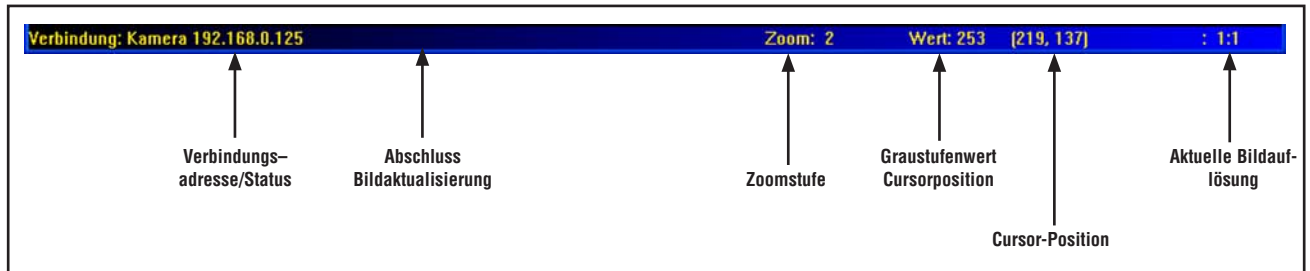 Verbindung: Kamera 192.168.0.125 Zoom: 2 Wert: 253 (219, 137) : 1:1
Verbindungs–
adresse/Status
Abschluss
Bildaktualisierung
Zoomstufe
Graustufenwert
Cursorposition
Cursor-Position
Aktuelle Bildauf-
lösung